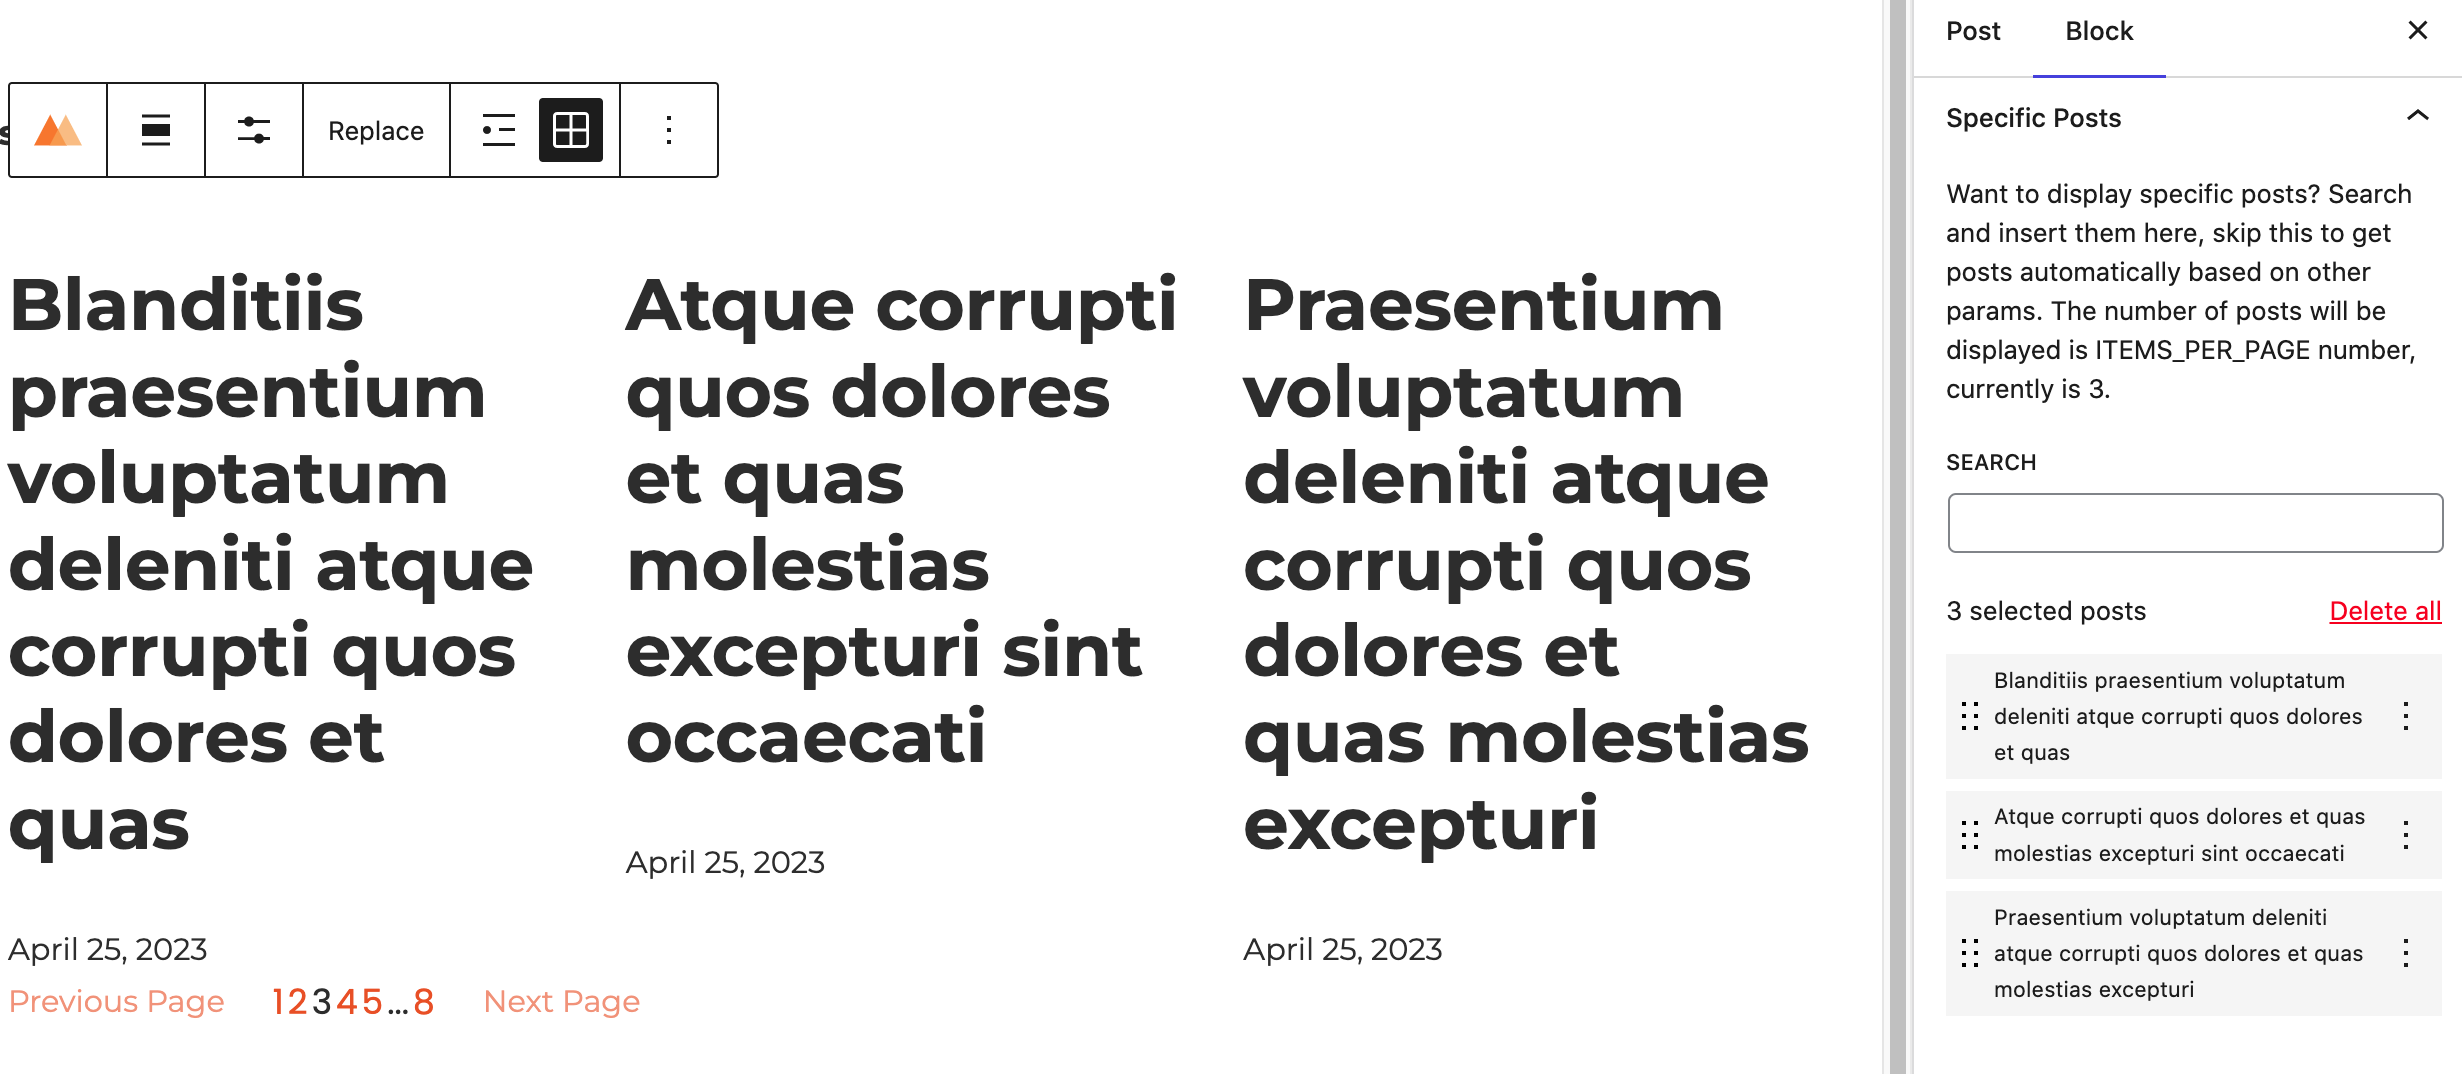 Replace
Blanditiis
praesentium
voluptatum
deleniti atque
corrupti quos
dolores et
quas
April 25, 2023
Atque corrupti
quos dolores
et quas
molestias
excepturi sint
occaecati
April 25, 2023
Praesentium
voluptatum
deleniti atque
corrupti quos
dolores et
quas molestias
excepturi
April 25, 2023
Previous Page 12345...8 Next Page
Post Block
Specific Posts
Want to display specific posts? Search
and insert them here, skip this to get
posts automatically based on other
params. The number of posts will be
displayed is ITEMS_PER_PAGE number,
currently is 3.
SEARCH
3 selected posts Delete all
Blanditiis praesentium voluptatum
deleniti atque corrupti quos dolores
et quas
Atque corrupti quos dolores et quas
molestias excepturi sint occaecati
Praesentium voluptatum deleniti
atque corrupti quos dolores et quas
molestias excepturi